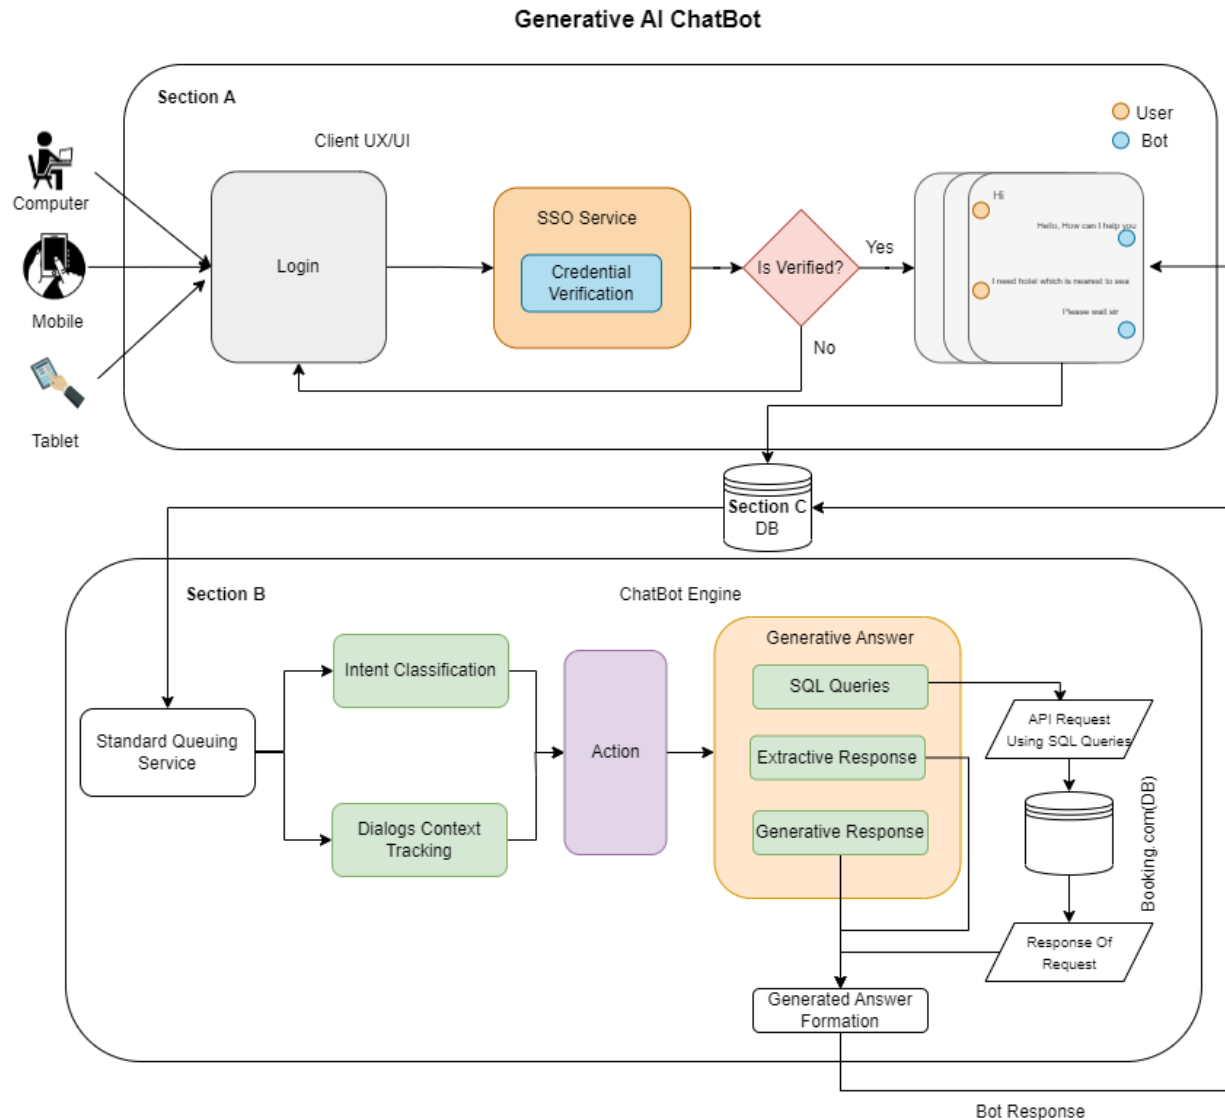 Generative AI ChatBot
Section A
User
Bot
Client UX/UI
Computer
Mobile
Tablet
Login
SSO Service
Credential
Verification
Is Verified?
Yes
No
Hi
Hello, How can I help you
I need hotel which is nearest to sea
Please wait sir
Section C
DB
Section B
ChatBot Engine
Standard Queuing
Service
Intent Classification
Dialogs Context
Tracking
Action
Generative Answer
SQL Queries
Extractive Response
Generative Response
API Request
Using SQL Queries
Booking.com(DB)
Response Of
Request
Generated Answer
Formation
Bot Response